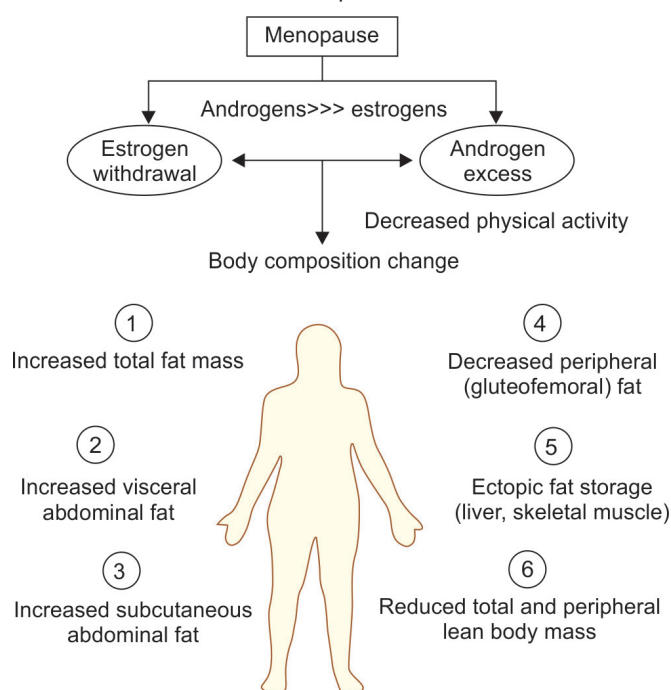 Menopause
Androgens>>> estrogens
Estrogen
withdrawal
Androgen
excess
Decreased physical activity
Body composition change
1
Increased total fat mass
2
Increased visceral
abdominal fat
3
Increased subcutaneous
abdominal fat
4
Decreased peripheral
(gluteofemoral) fat
5
Ectopic fat storage
(liver, skeletal muscle)
6
Reduced total and peripheral
lean body mass